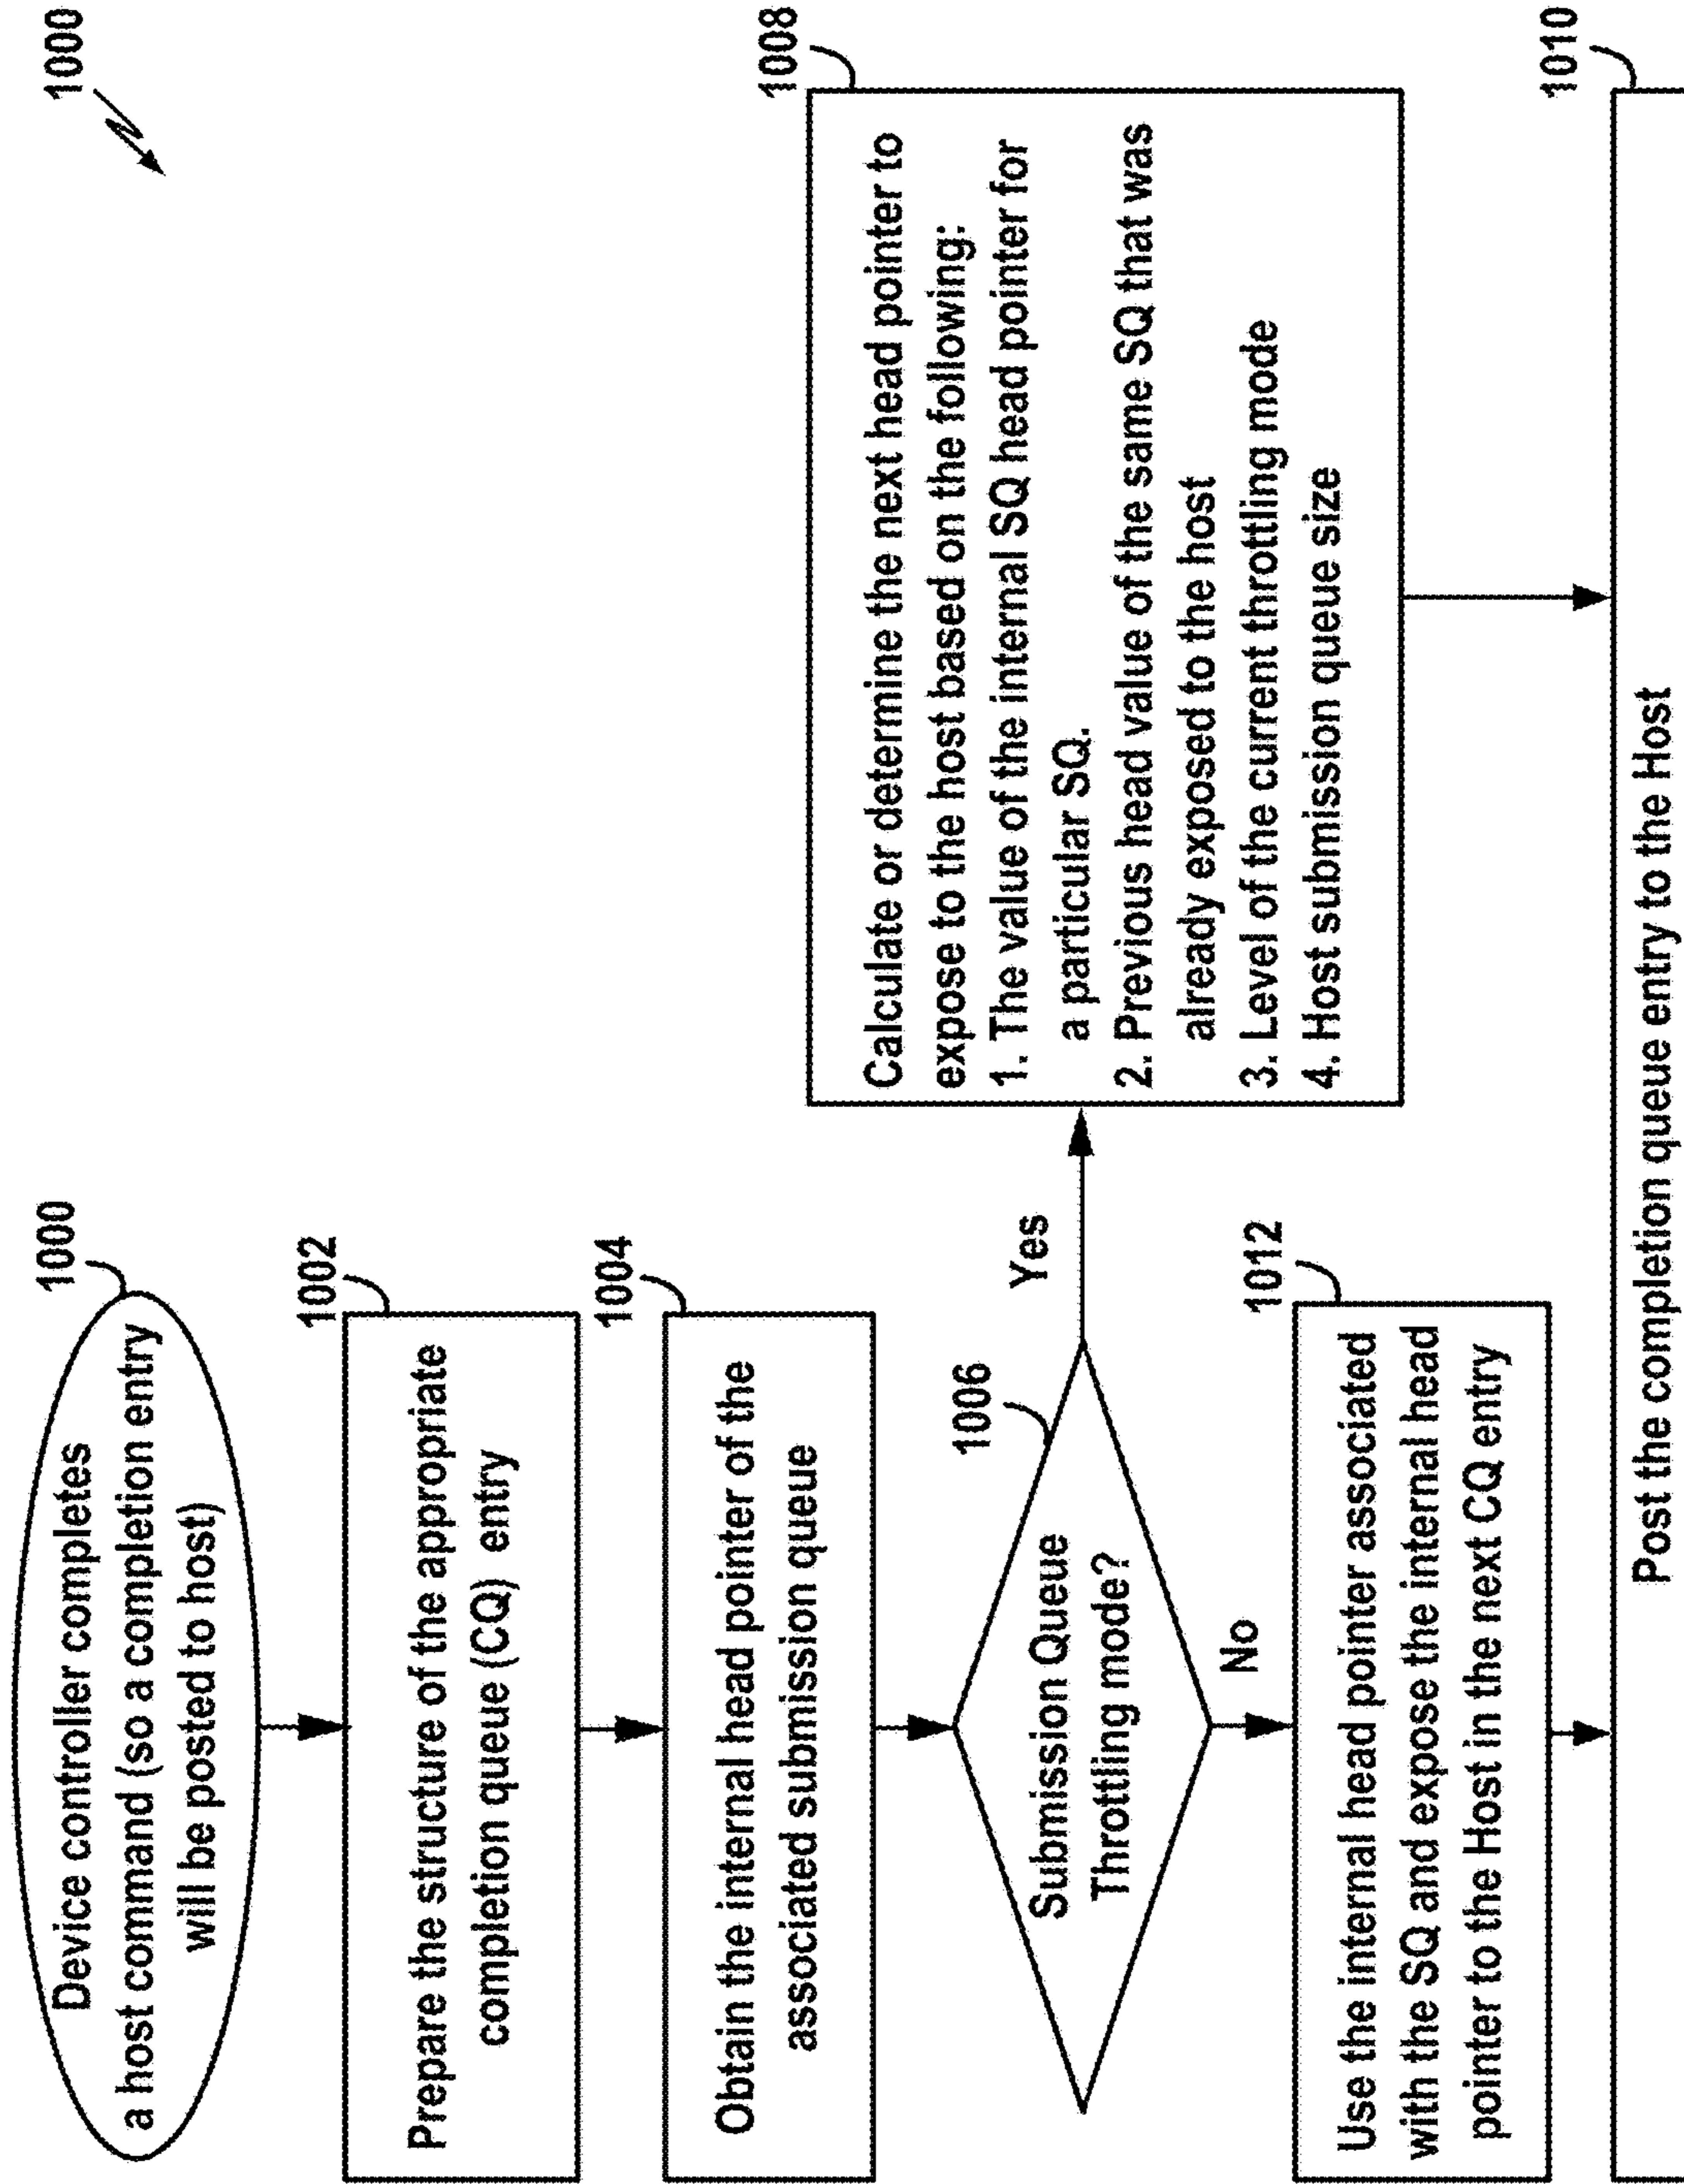 1000
1000
Device controller completes
a host command (so a completion entry
will be posted to host)
1002
Prepare the structure of the appropriate
completion queue (CQ) entry
1004
Obtain the internal head pointer of the
associated submission queue
1006
Submission Queue
Throttling mode?
Yes
No
1008
Calculate or determine the next head pointer to
expose to the host based on the following:
1. The value of the internal SQ head pointer for
a particular SQ.
2. Previous head value of the same SQ that was
already exposed to the host
3. Level of the current throttling mode
4. Host submission queue size
1012
Use the internal head pointer associated
with the SQ and expose the internal head
pointer to the Host in the next CQ entry
1010
Post the completion queue entry to the Host